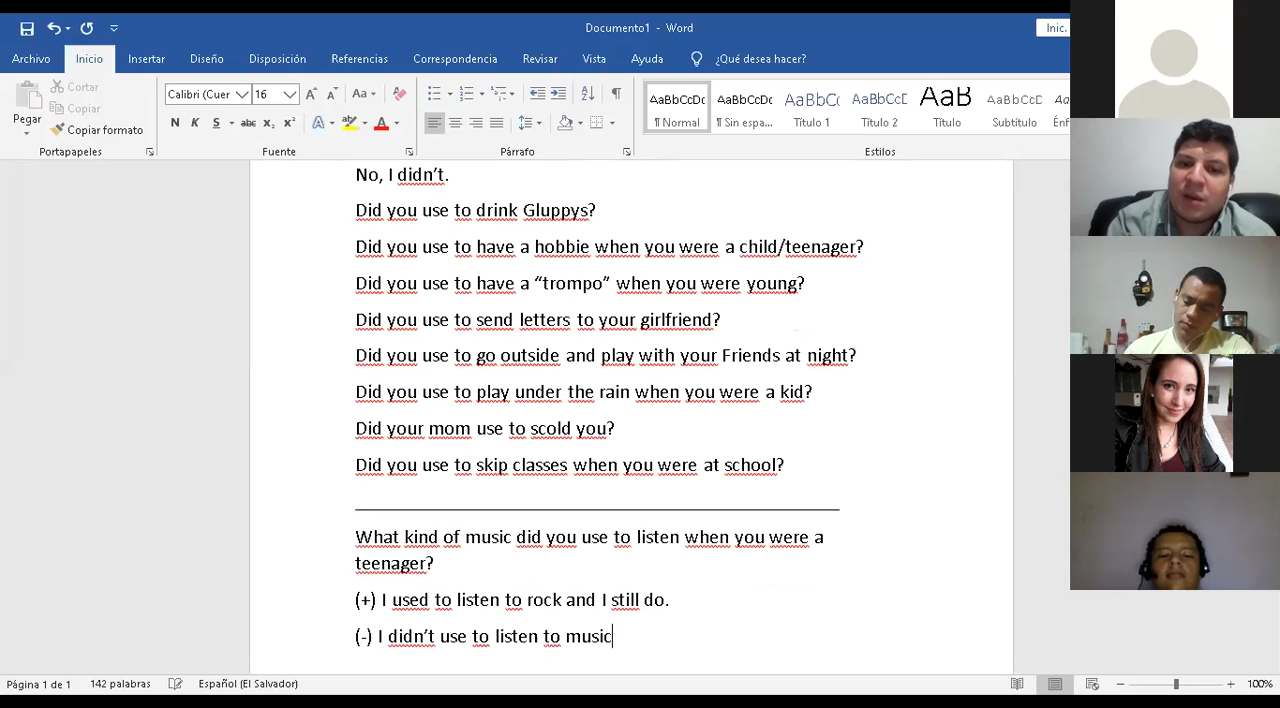 Documento1 - Word
Inic.
Archivo Inicio Insertar Diseño Disposición Referencias Correspondencia Revisar Vista Ayuda ¿Qué desea hacer?
Pegar
Cortar
Copiar
Copiar formato
Calibri (Cuer 16
N K S abc x₂ x²
AaBbCcDc AaBbCcDc AaBbC AaBbCcD AaB AaBbCcD
¶ Normal ¶ Sin espa... Título 1 Título 2 Título Subtítulo
Portapapeles Fuente Párrafo Estilos
No, I didn’t.
Did you use to drink Gluppys?
Did you use to have a hobbie when you were a child/teenager?
Did you use to have a “trompo” when you were young?
Did you use to send letters to your girlfriend?
Did you use to go outside and play with your Friends at night?
Did you use to play under the rain when you were a kid?
Did your mom use to scold you?
Did you use to skip classes when you were at school?
What kind of music did you use to listen when you were a
teenager?
(+) I used to listen to rock and I still do.
(-) I didn’t use to listen to music
Página 1 de 1 142 palabras Español (El Salvador) 100%